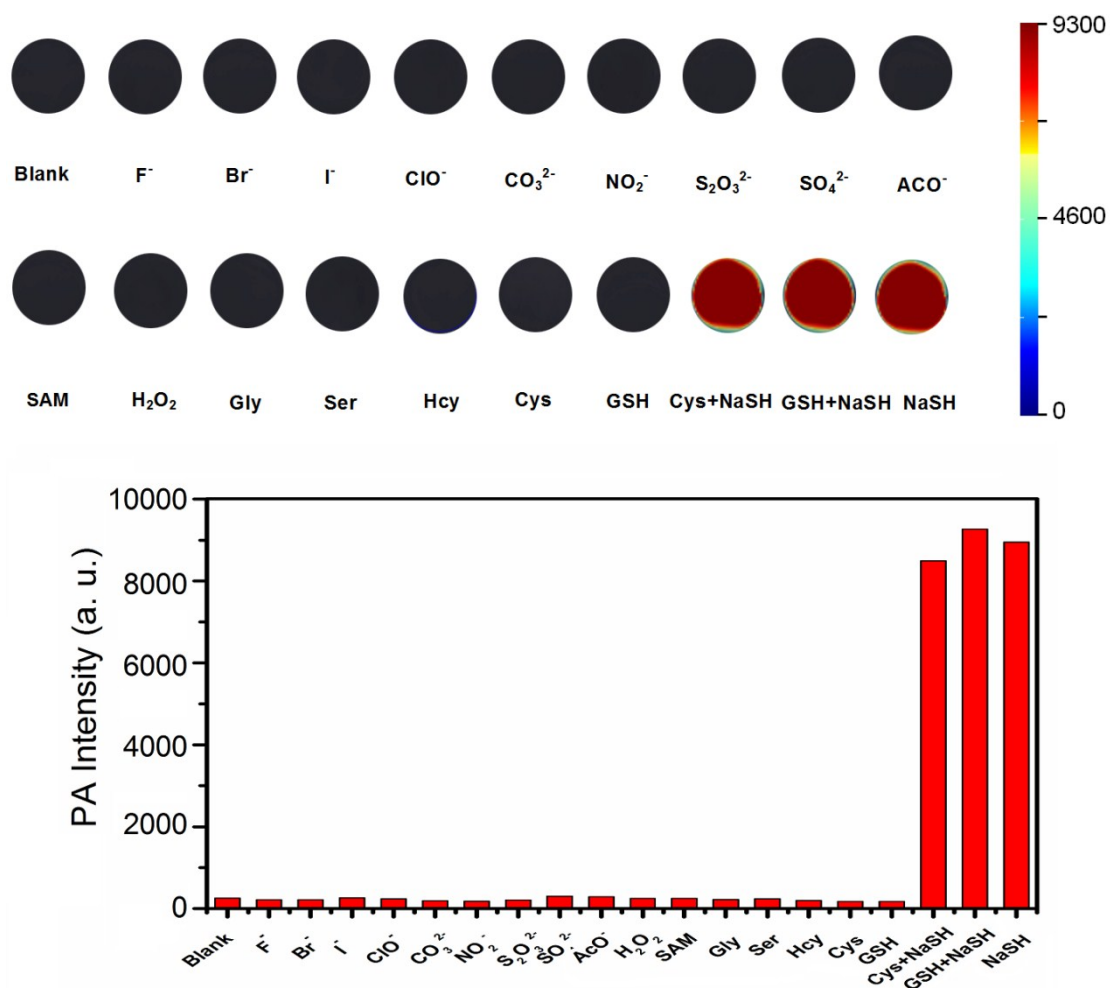 9300
Blank F⁻ Br⁻ I⁻ ClO⁻ CO₃²⁻ NO₂⁻ S₂O₃²⁻ SO₄²⁻ ACO⁻
4600
SAM H₂O₂ Gly Ser Hcy Cys GSH Cys+NaSH GSH+NaSH NaSH
0
10000
8000
6000
4000
2000
0
PA Intensity (a. u.)
Blank F⁻ Br⁻ I⁻ ClO⁻ CO₃²⁻ NO₂⁻ S₂O₃²⁻ SO₄²⁻ AcO⁻ H₂O₂ SAM Gly Ser Hcy Cys GSH Cys+NaSH GSH+NaSH NaSH